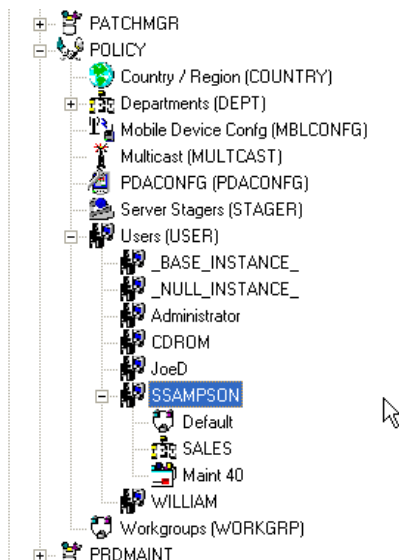 PATCHMGR
POLICY
Country / Region (COUNTRY)
Departments (DEPT)
Mobile Device Confg (MBLCONFG)
Multicast (MULTCAST)
PDACONFG (PDACONFG)
Server Stagers (STAGER)
Users (USER)
_BASE_INSTANCE_
_NULL_INSTANCE_
Administrator
CDROM
JoeD
SSAMPSON
Default
SALES
Maint 40
WILLIAM
Workgroups (WORKGRP)
PRDMAINT